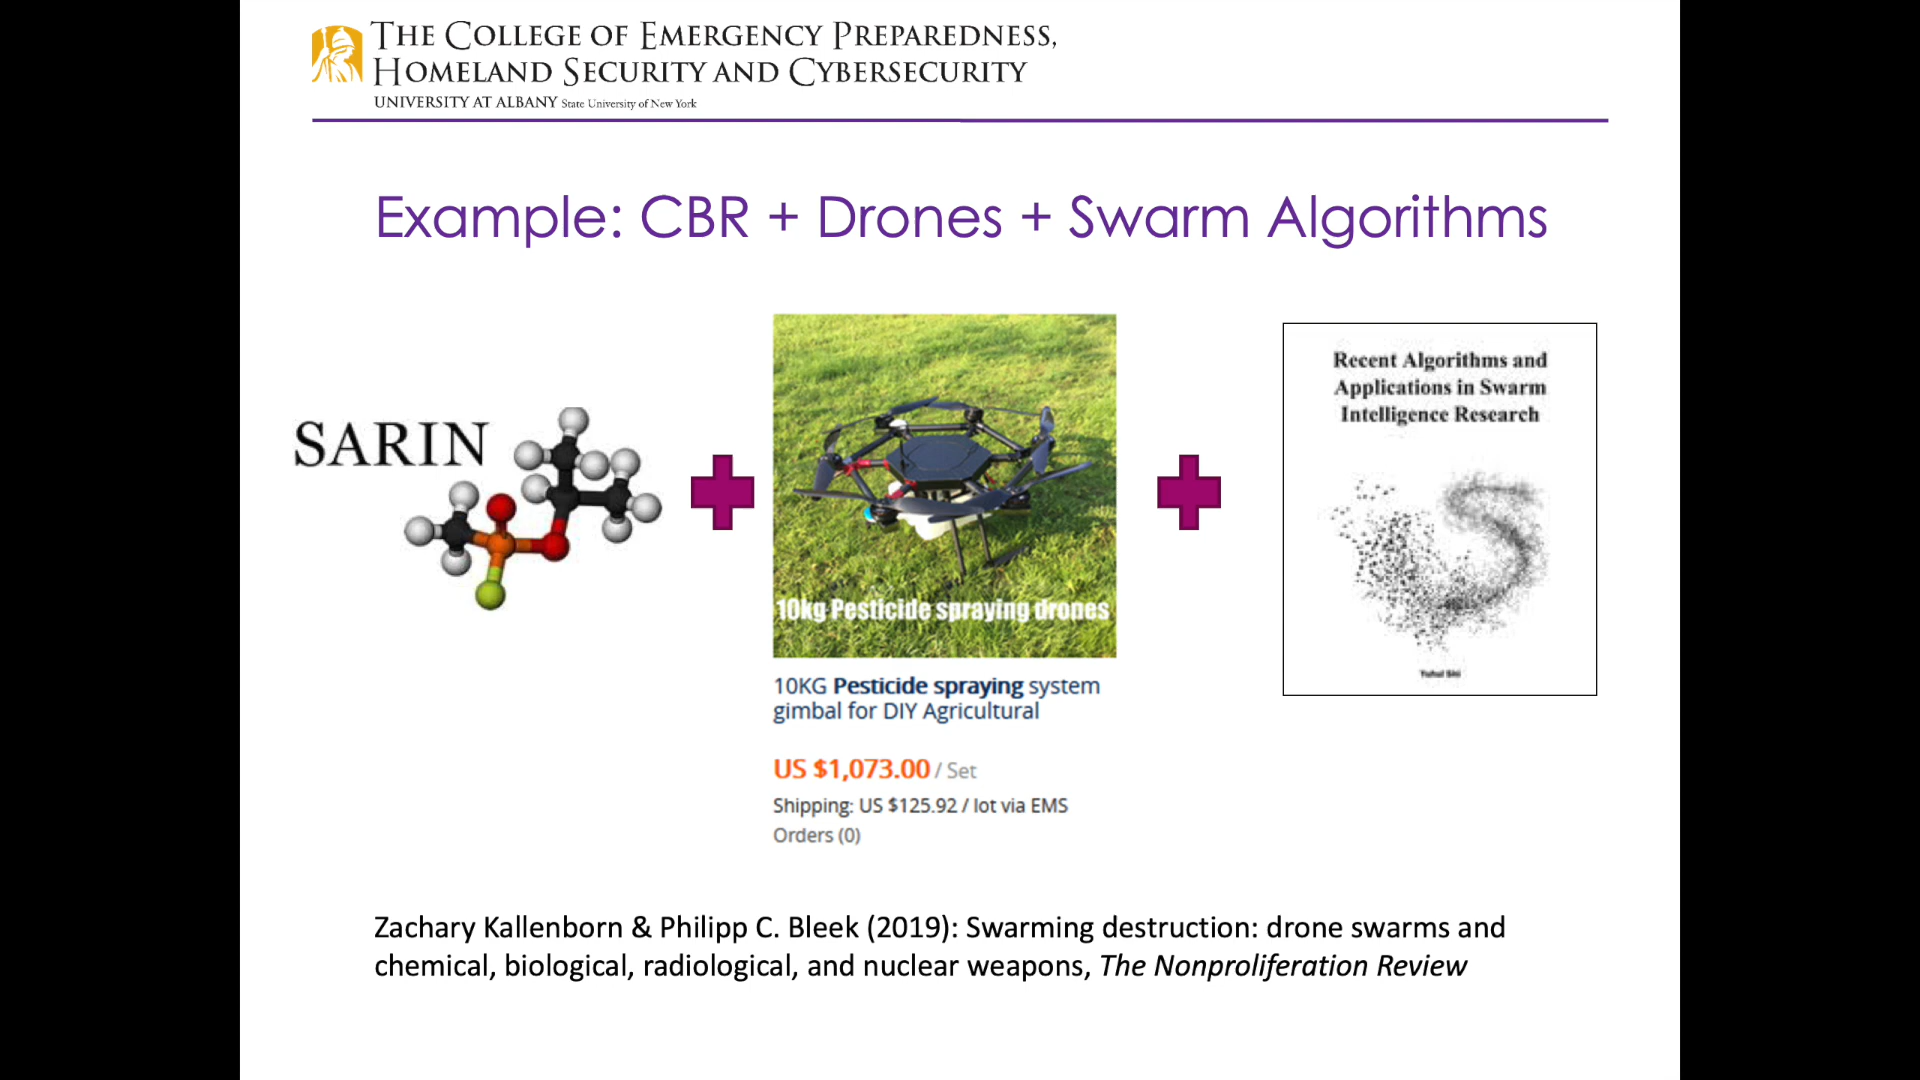 THE COLLEGE OF EMERGENCY PREPAREDNESS,
HOMELAND SECURITY AND CYBERSECURITY
UNIVERSITY AT ALBANY State University of New York
Example: CBR + Drones + Swarm Algorithms
SARIN
10kg Pesticide spraying drones
10KG Pesticide spraying system
gimbal for DIY Agricultural
US $1,073.00 / Set
Shipping: US $125.92 / lot via EMS
Orders (0)
Recent Algorithms and
Applications in Swarm
Intelligence Research
Yuhui Shi
Zachary Kallenborn & Philipp C. Bleek (2019): Swarming destruction: drone swarms and
chemical, biological, radiological, and nuclear weapons, The Nonproliferation Review